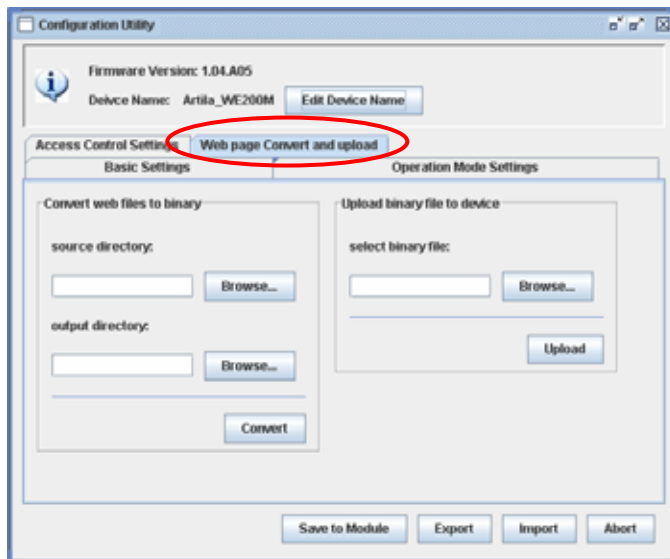 Configuration Utility
Firmware Version: 1.04.A05
Deivce Name: Artila_WE200M Edit Device Name
Access Control Settings Web page Convert and upload
Basic Settings Operation Mode Settings
Convert web files to binary Upload binary file to device
source directory: select binary file:
Browse... Browse...
output directory:
Upload
Browse...
Convert
Save to Module Export Import Abort